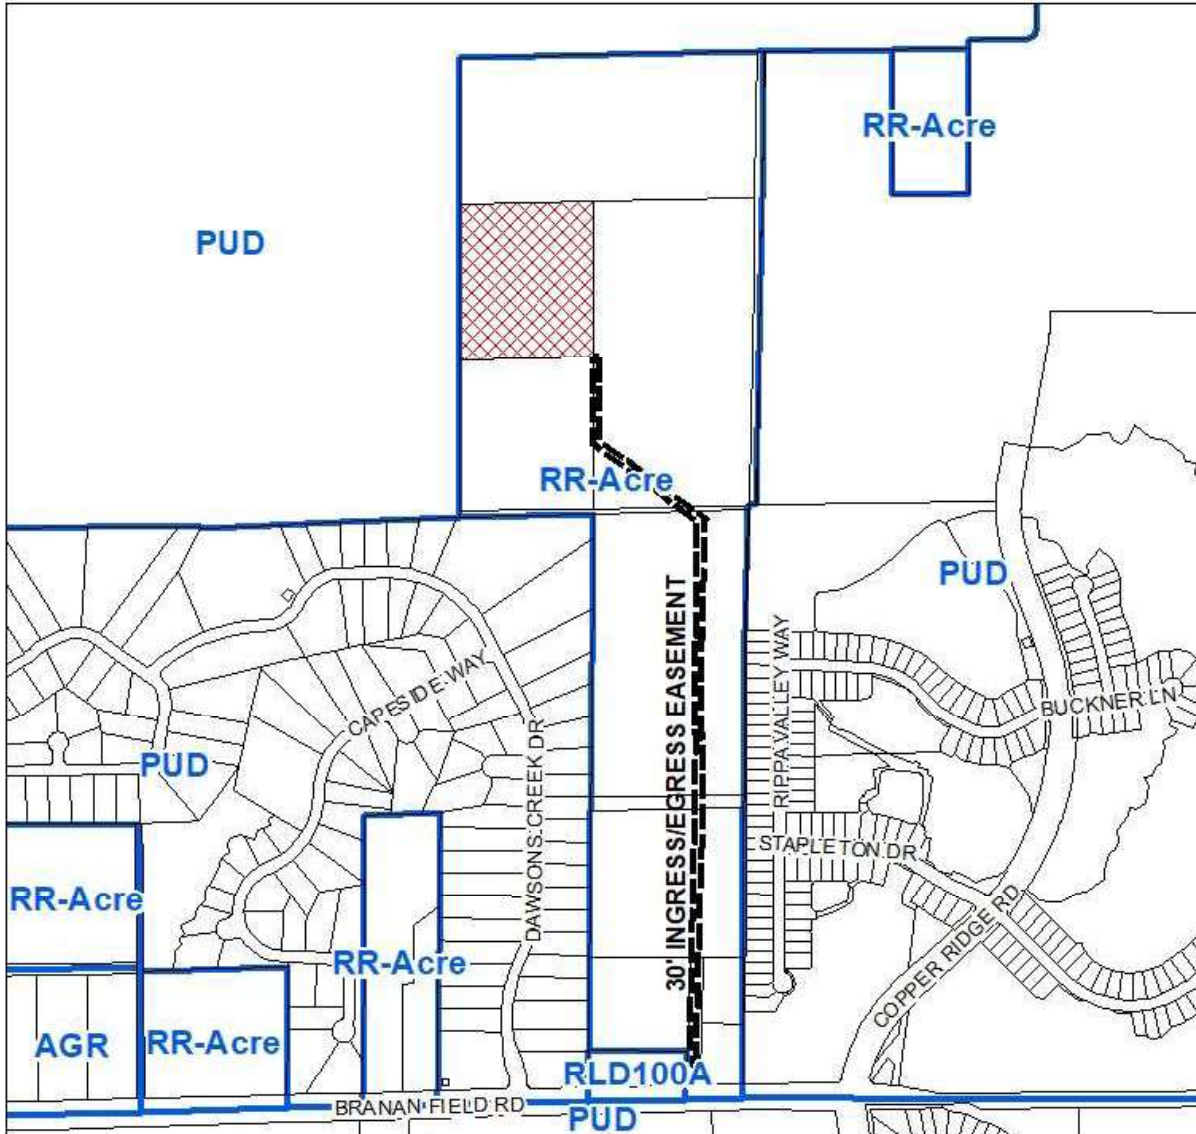 RR-Acre
PUD
RR-Acre
PUD
30' INGRESS/EGRESS EASEMENT
RIPPA VALLEY WAY
CAPESIDE WAY
BUCKNER LN
DAWSONS CREEK DR
PUD
STAPLETON DR
RR-Acre
COPPER RIDGE RD
RR-Acre
AGR
RR-Acre
RLD100A
BRANAN FIELD RD
PUD